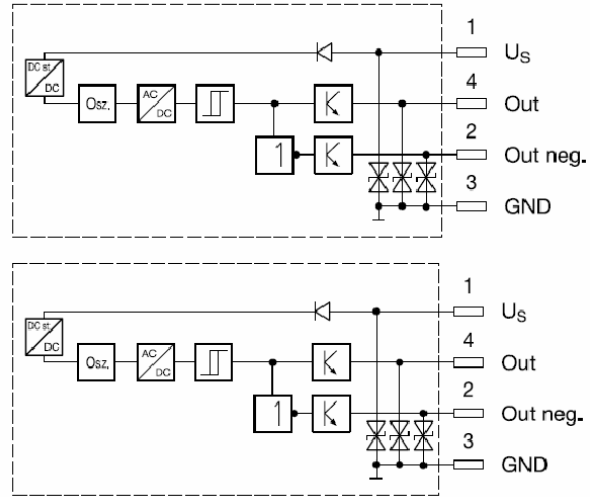 1
U_S
DC st.
DC
4
Osz.
AC
DC
Out
2
1
Out neg.
3
GND
1
U_S
DC st.
DC
4
Osz.
AC
DC
Out
2
1
Out neg.
3
GND